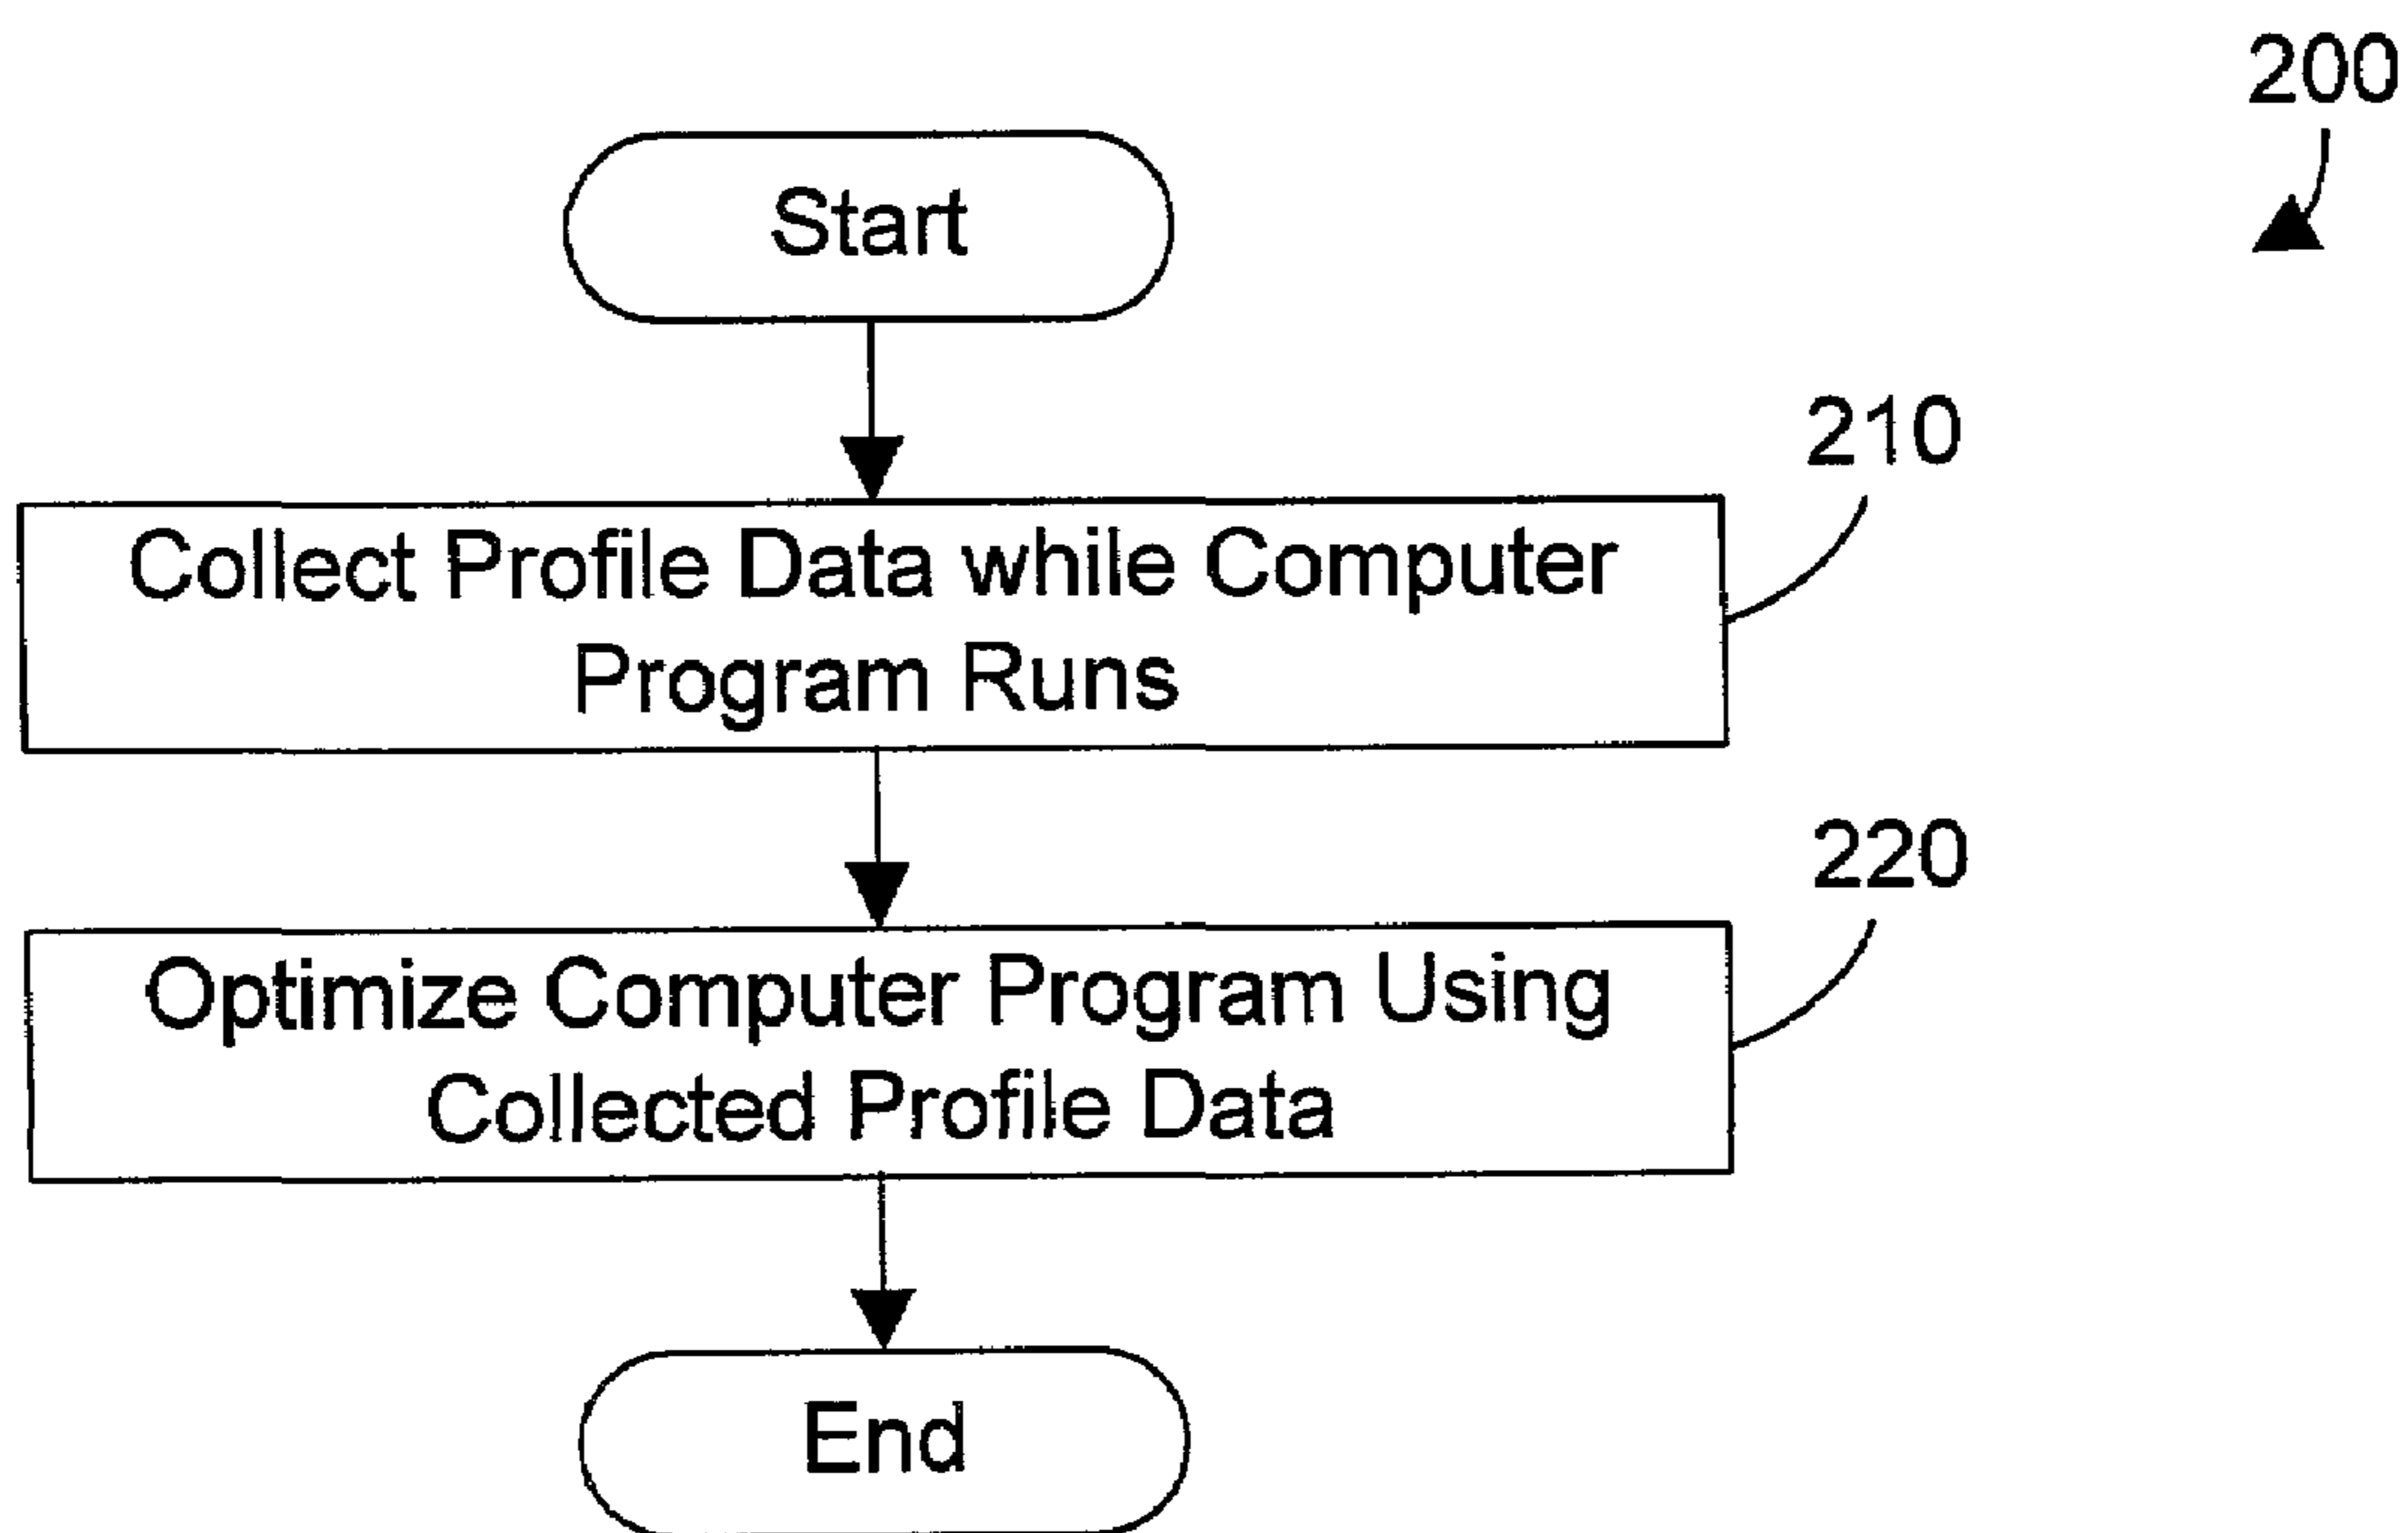 200
Start
210
Collect Profile Data while Computer
Program Runs
220
Optimize Computer Program Using
Collected Profile Data
End